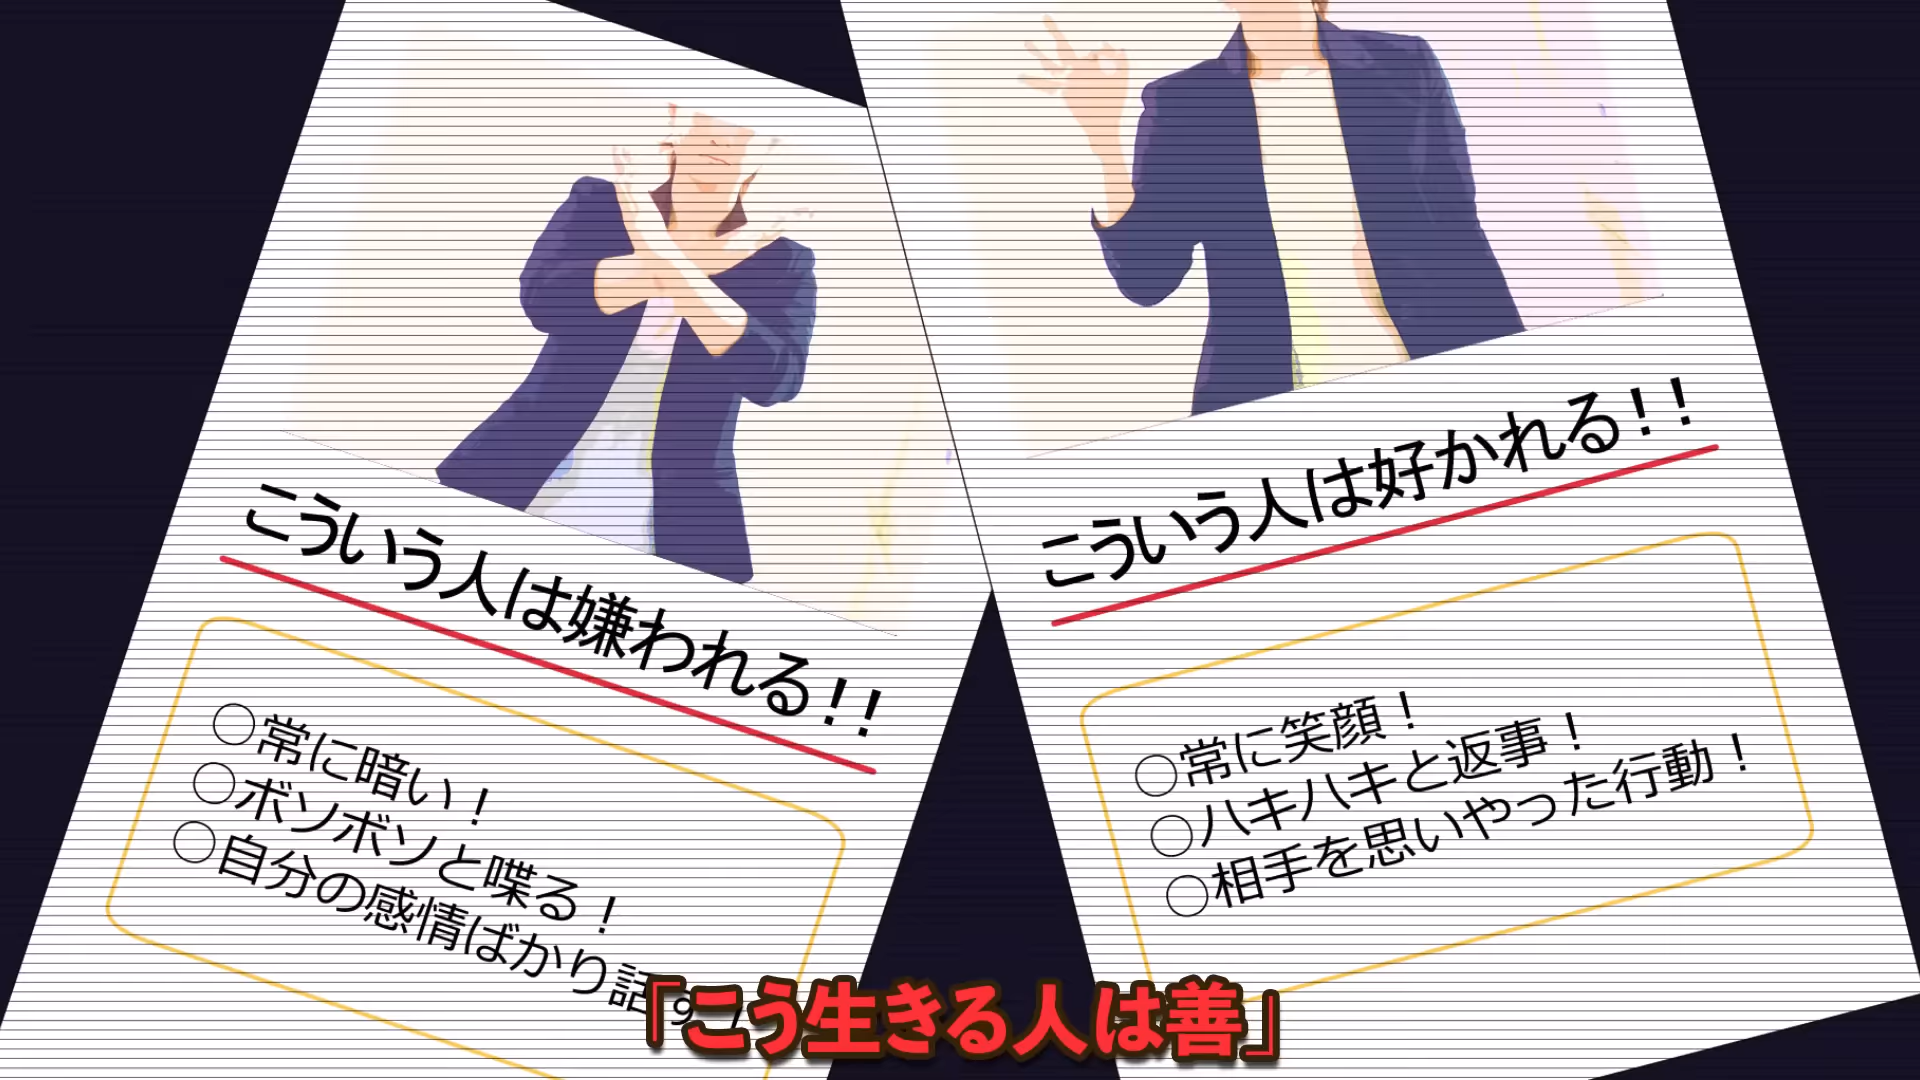 こういう人は嫌われる!!
○常に暗い！
○ボソボソと喋る！
○自分の感情ばかり話す！
こういう人は好かれる!!
○常に笑顔！
○ハキハキと返事！
○相手を思いやった行動！
「こう生きる人は善」